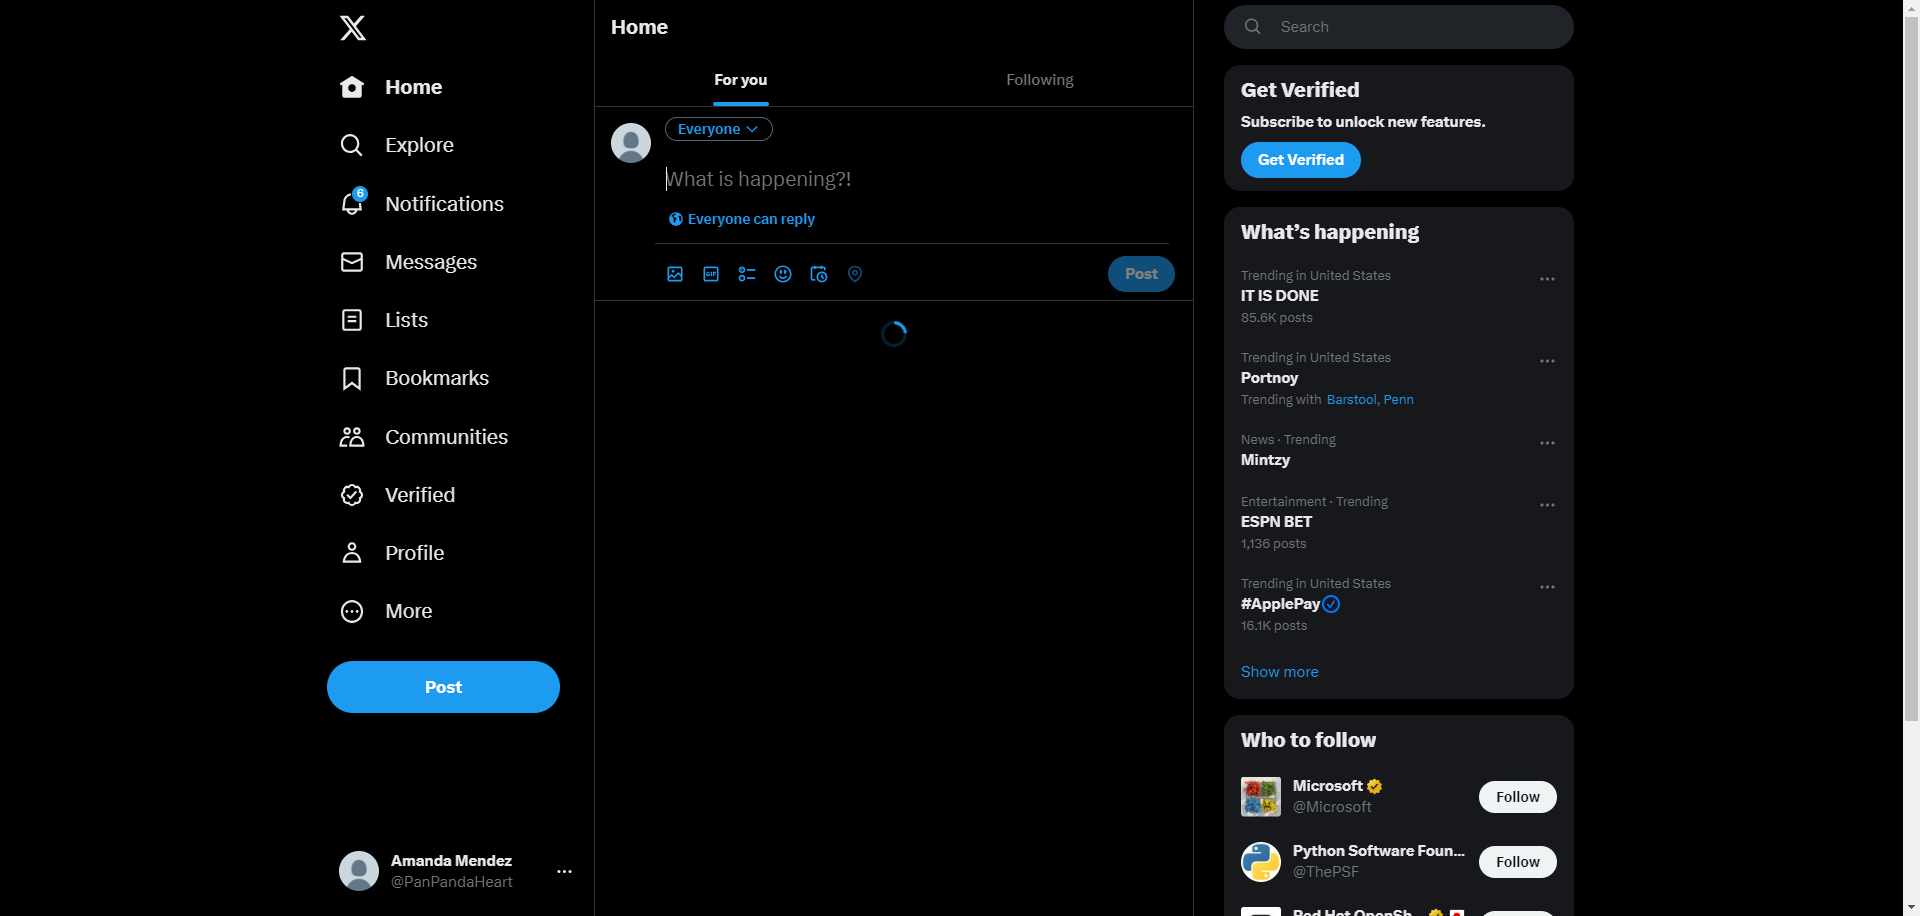 Home
Explore
6
Notifications
Messages
Lists
Bookmarks
Communities
Verified
Profile
More
Post
Amanda Mendez
@PanPandaHeart
Home
For you
Following
Everyone
What is happening?!
Everyone can reply
GIF
Post
Search
Get Verified
Subscribe to unlock new features.
Get Verified
What’s happening
Trending in United States
IT IS DONE
85.6K posts
Trending in United States
Portnoy
Trending with Barstool, Penn
News · Trending
Mintzy
Entertainment · Trending
ESPN BET
1,136 posts
Trending in United States
#ApplePay
16.1K posts
Show more
Who to follow
Microsoft
@Microsoft
Follow
Python Software Foun...
@ThePSF
Follow
Red Hat OpenSh...